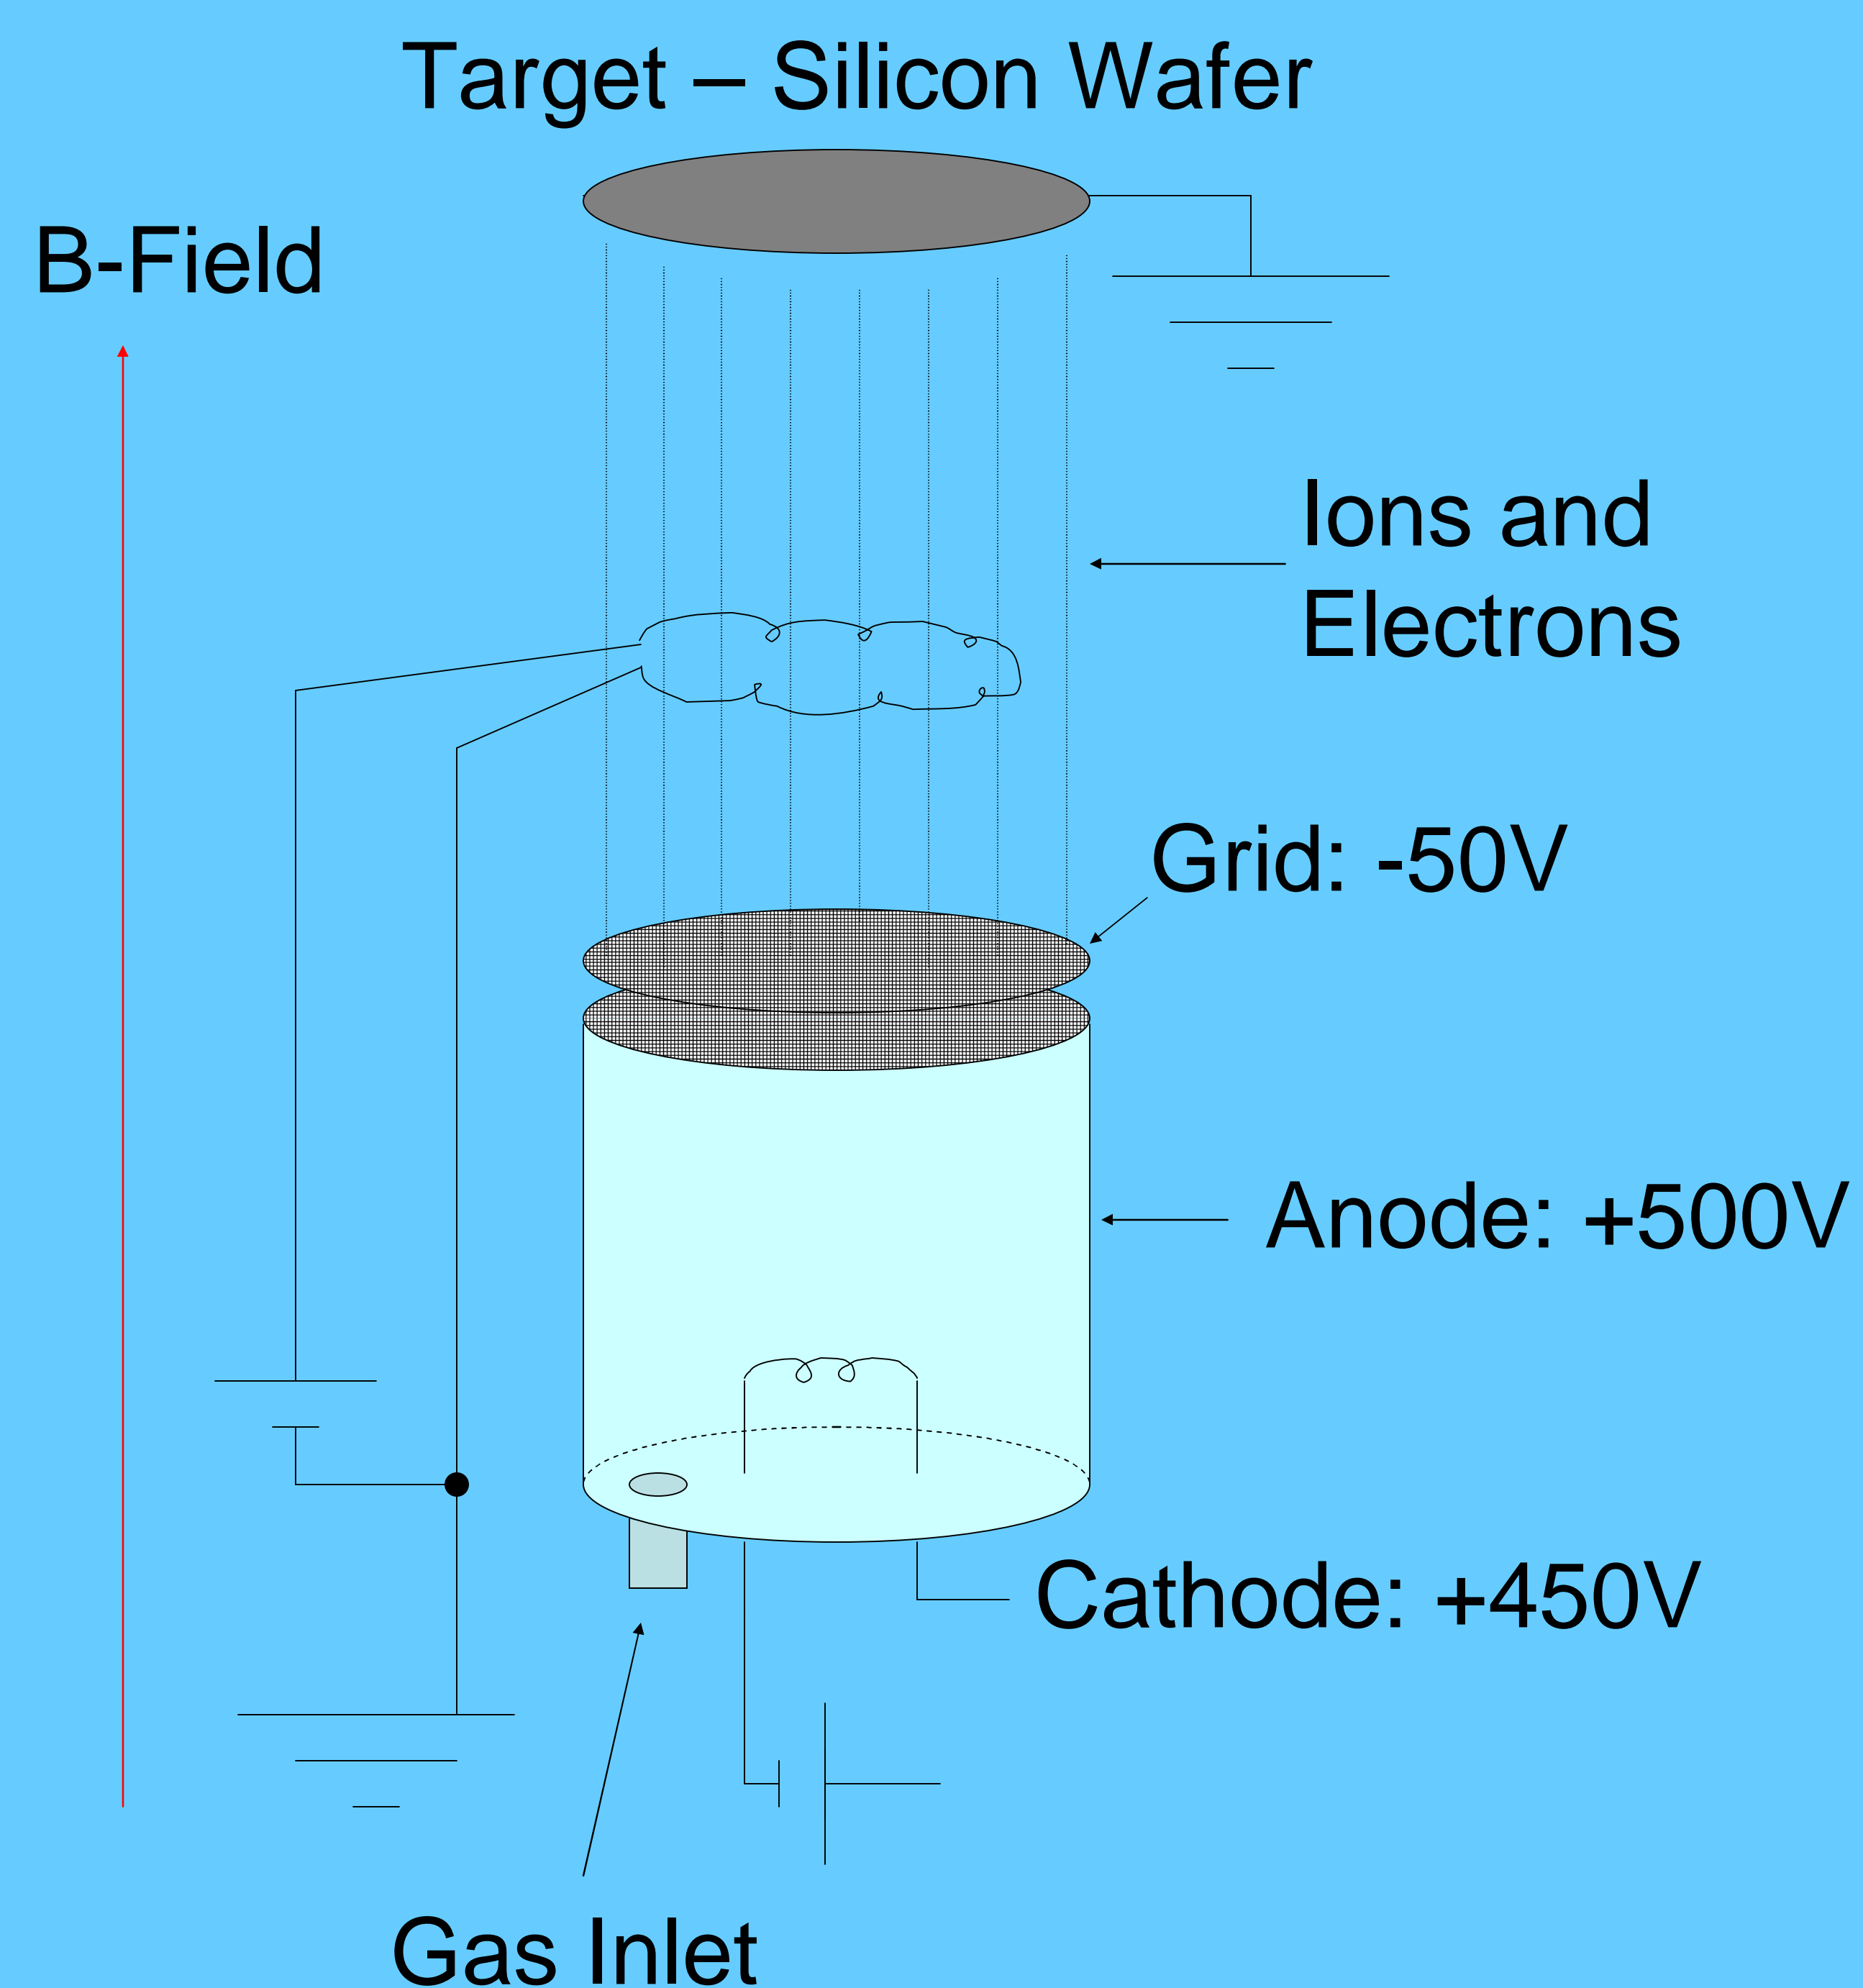 Target – Silicon Wafer
B-Field
Ions and
Electrons
Grid: -50V
Anode: +500V
Cathode: +450V
Gas Inlet